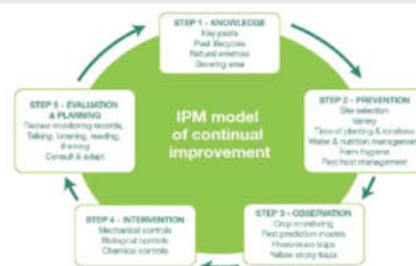 STEP 1 - KNOWLEDGE
Key pests
Pest lifecycles
Natural enemies
Growing area
STEP 2 - PREVENTION
Site selection
Variety
Time of planting & rotations
Water & nutrition management
Farm hygiene
Pest host management
STEP 3 - OBSERVATION
Crop monitoring
Pest prediction models
Pheromone traps
Yellow sticky traps
STEP 4 - INTERVENTION
Mechanical controls
Biological controls
Chemical controls
STEP 5 - EVALUATION
& PLANNING
Review monitoring records,
Talking, listening, reading,
thinking
Consult & adapt
IPM model
of continual
improvement